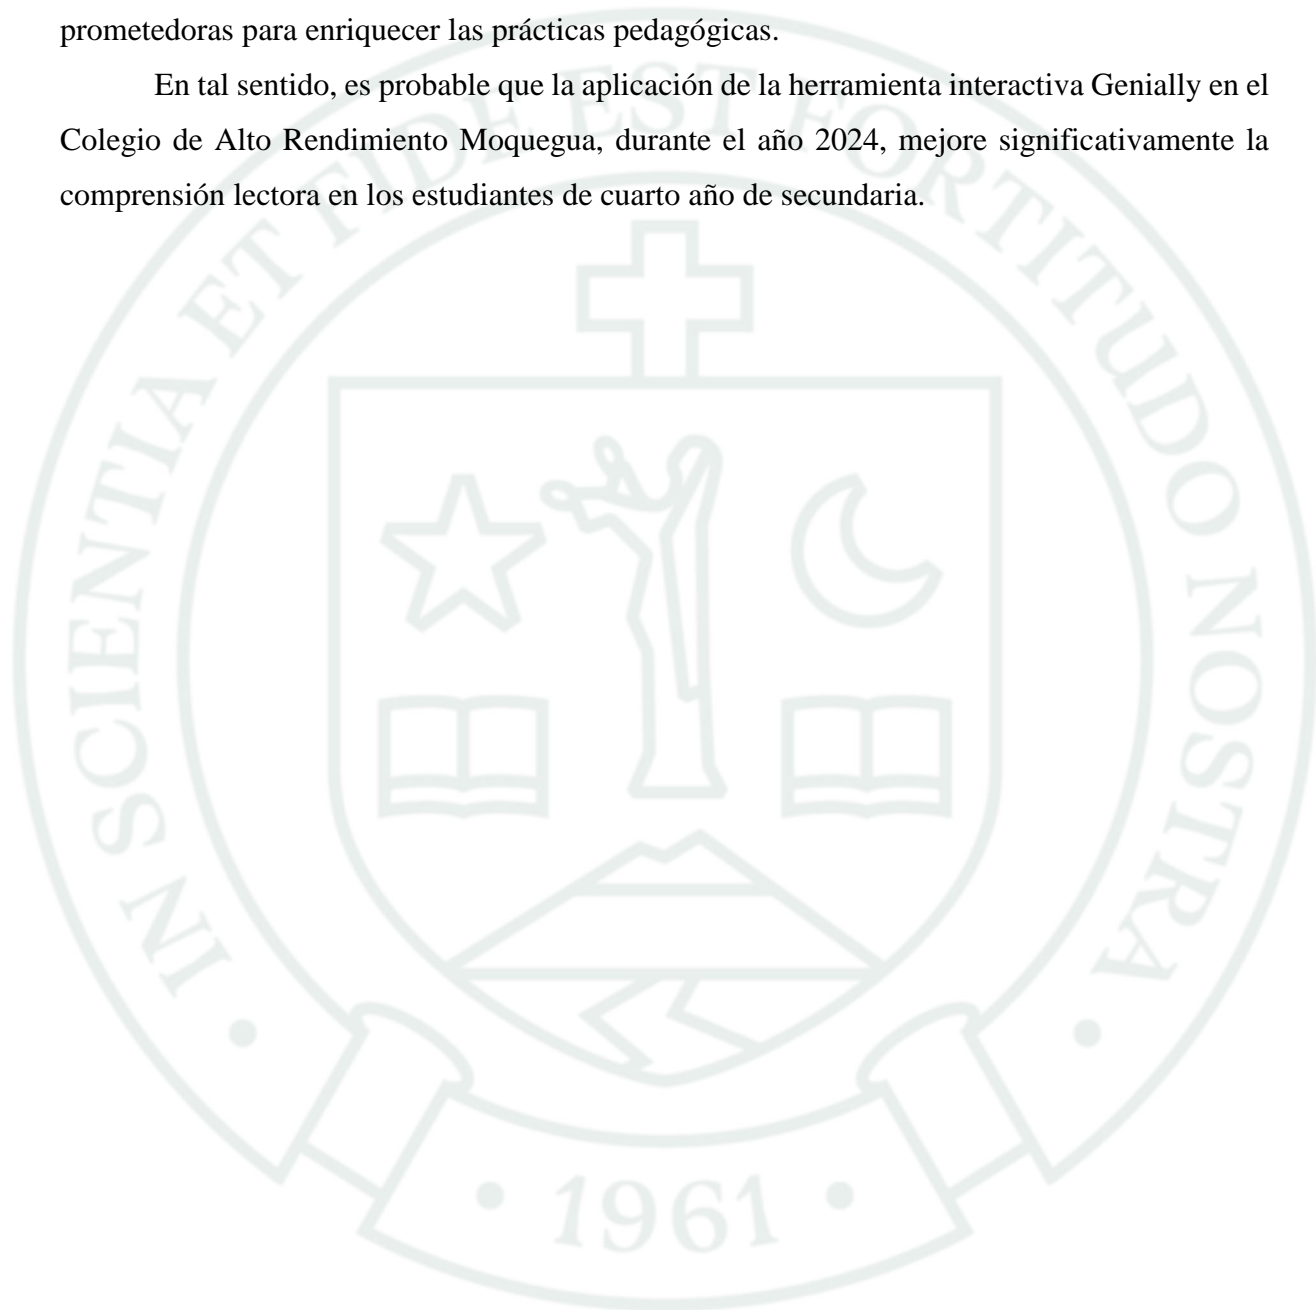 prometedoras para enriquecer las prácticas pedagógicas.
En tal sentido, es probable que la aplicación de la herramienta interactiva Genially en el
Colegio de Alto Rendimiento Moquegua, durante el año 2024, mejore significativamente la
comprensión lectora en los estudiantes de cuarto año de secundaria.
IN SCIENTIA ET FIDE EST FORTITUDO NOSTRA
• 1961 •